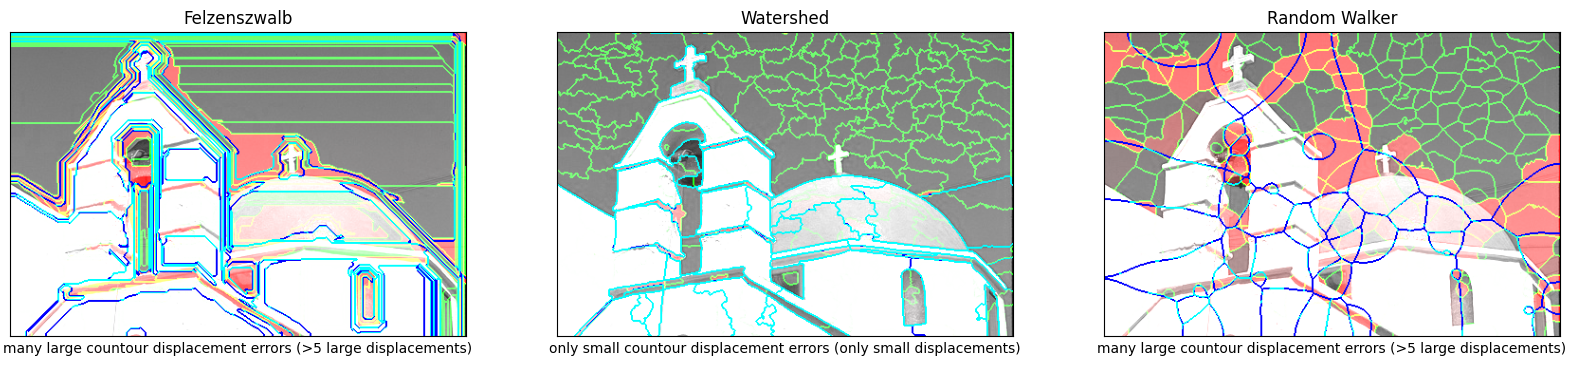 Felzenszwalb
Watershed
Random Walker
many large countour displacement errors (>5 large displacements)
only small countour displacement errors (only small displacements)
many large countour displacement errors (>5 large displacements)